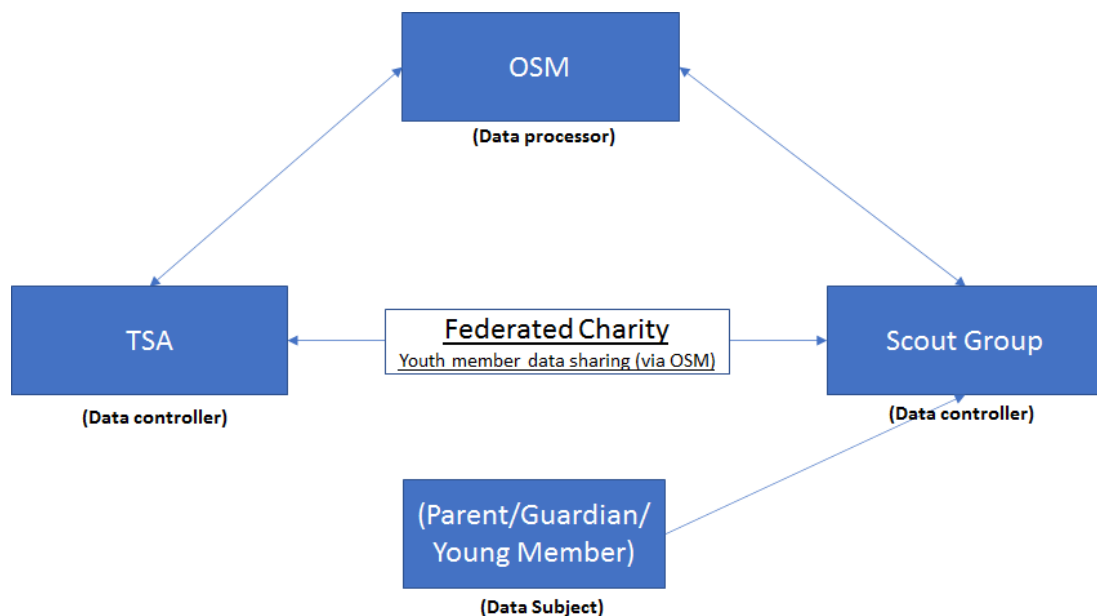 OSM
(Data processor)
TSA
Federated Charity
Youth member data sharing (via OSM)
Scout Group
(Data controller)
(Data controller)
(Parent/Guardian/
Young Member)
(Data Subject)